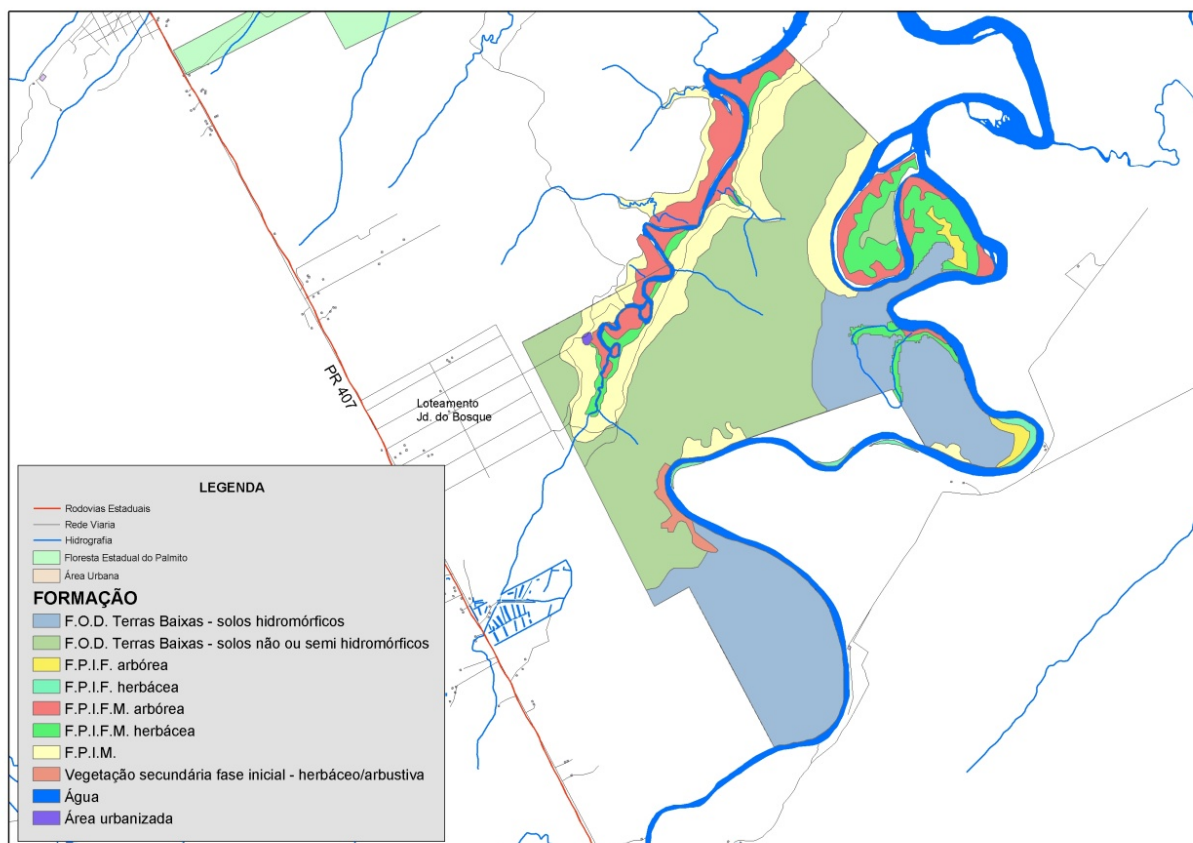 PR 407
Loteamento
Jd. do Bosque
LEGENDA
Rodovias Estaduais
Rede Viaria
Hidrografia
Floresta Estadual do Palmito
Área Urbana
FORMAÇÃO
F.O.D. Terras Baixas - solos hidromórficos
F.O.D. Terras Baixas - solos não ou semi hidromórficos
F.P.I.F. arbórea
F.P.I.F. herbácea
F.P.I.F.M. arbórea
F.P.I.F.M. herbácea
F.P.I.M.
Vegetação secundária fase inicial - herbáceo/arbustiva
Água
Área urbanizada